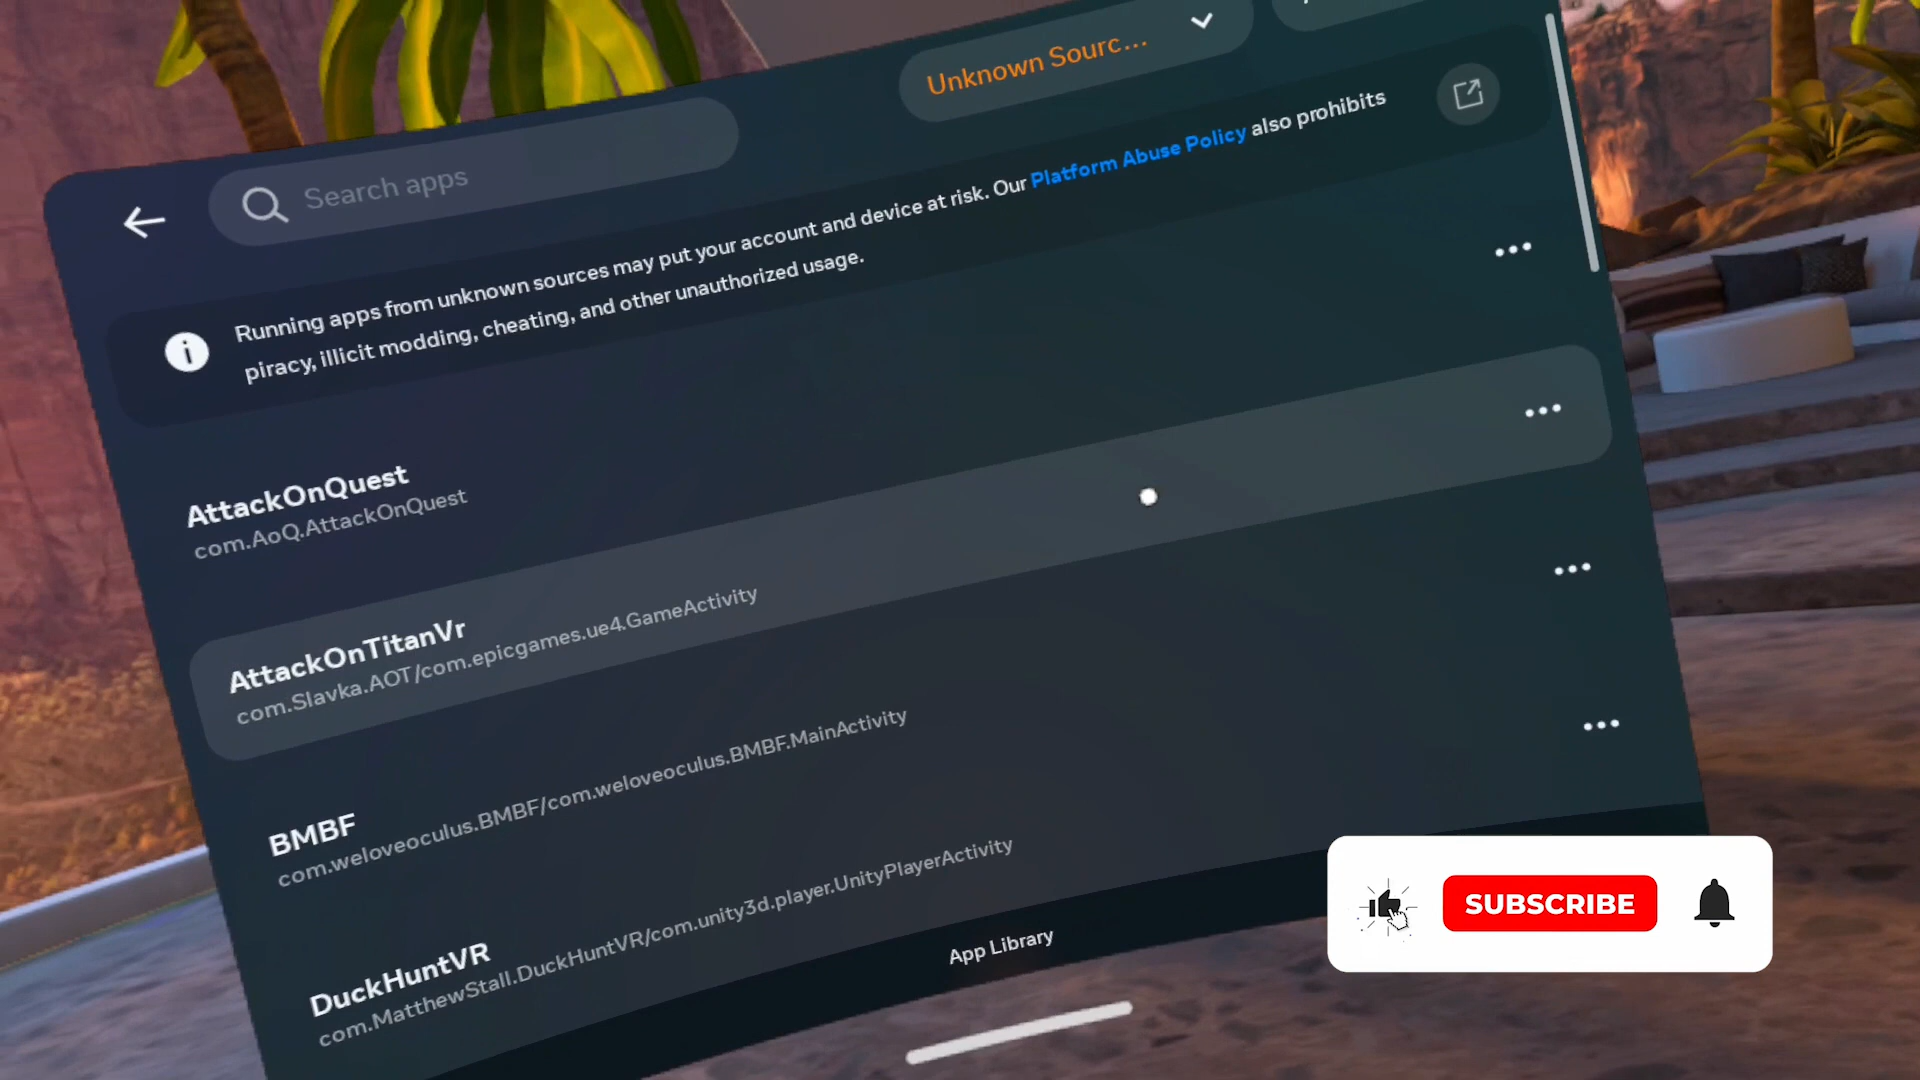 Unknown Sourc...
Search apps
Running apps from unknown sources may put your account and device at risk. Our Platform Abuse Policy also prohibits
piracy, illicit modding, cheating, and other unauthorized usage.
AttackOnQuest
com.AoQ.AttackOnQuest
AttackOnTitanVr
com.Slavka.AOT/com.epicgames.ue4.GameActivity
BMBF
com.weloveoculus.BMBF/com.weloveoculus.BMBF.MainActivity
DuckHuntVR
com.MatthewStall.DuckHuntVR/com.unity3d.player.UnityPlayerActivity
App Library
SUBSCRIBE